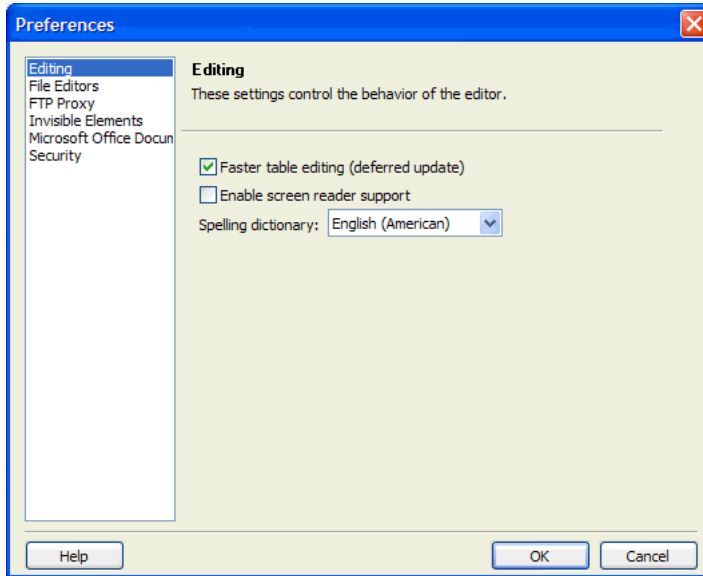 Preferences
Editing
File Editors
FTP Proxy
Invisible Elements
Microsoft Office Docum
Security
Editing
These settings control the behavior of the editor.
Faster table editing (deferred update)
Enable screen reader support
Spelling dictionary: English (American)
Help
OK
Cancel